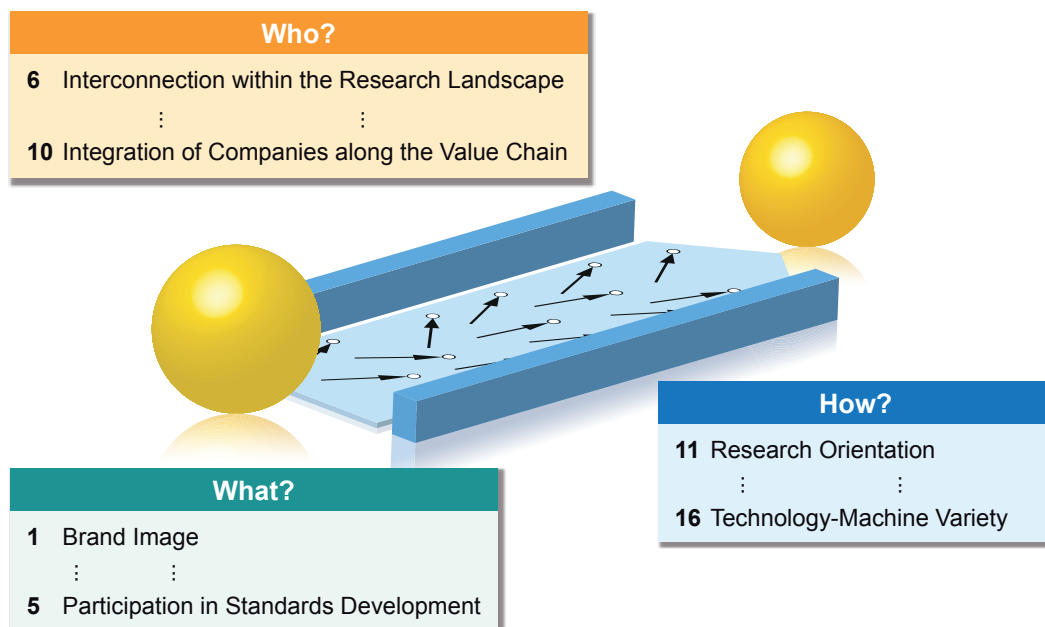 Who?
6 Interconnection within the Research Landscape
⋮ ⋮
10 Integration of Companies along the Value Chain
How?
11 Research Orientation
⋮ ⋮
16 Technology-Machine Variety
What?
1 Brand Image
⋮ ⋮
5 Participation in Standards Development